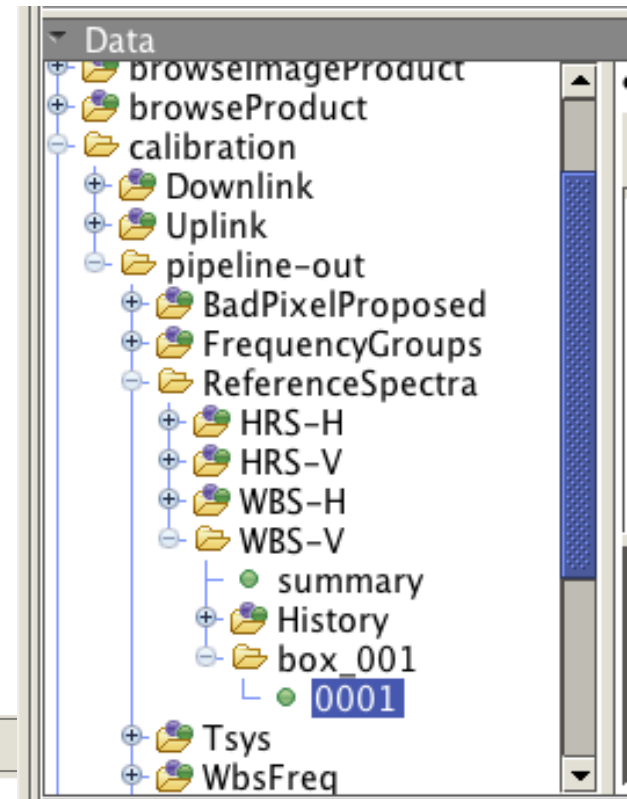 Data
browseImageProduct
browseProduct
calibration
Downlink
Uplink
pipeline-out
BadPixelProposed
FrequencyGroups
ReferenceSpectra
HRS-H
HRS-V
WBS-H
WBS-V
summary
History
box_001
0001
Tsys
WbsFreq